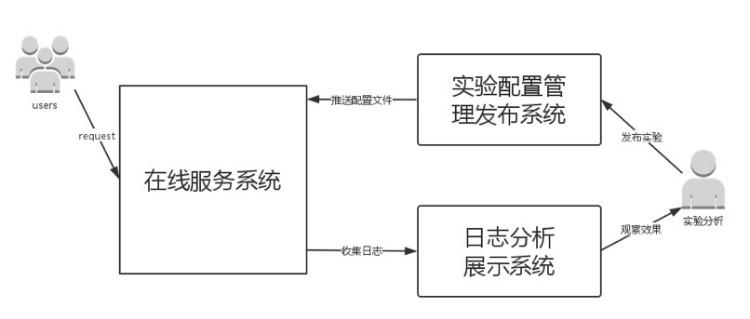 users
request
在线服务系统
推送配置文件
实验配置管
理发布系统
发布实验
实验分析
收集日志
日志分析
展示系统
观察效果